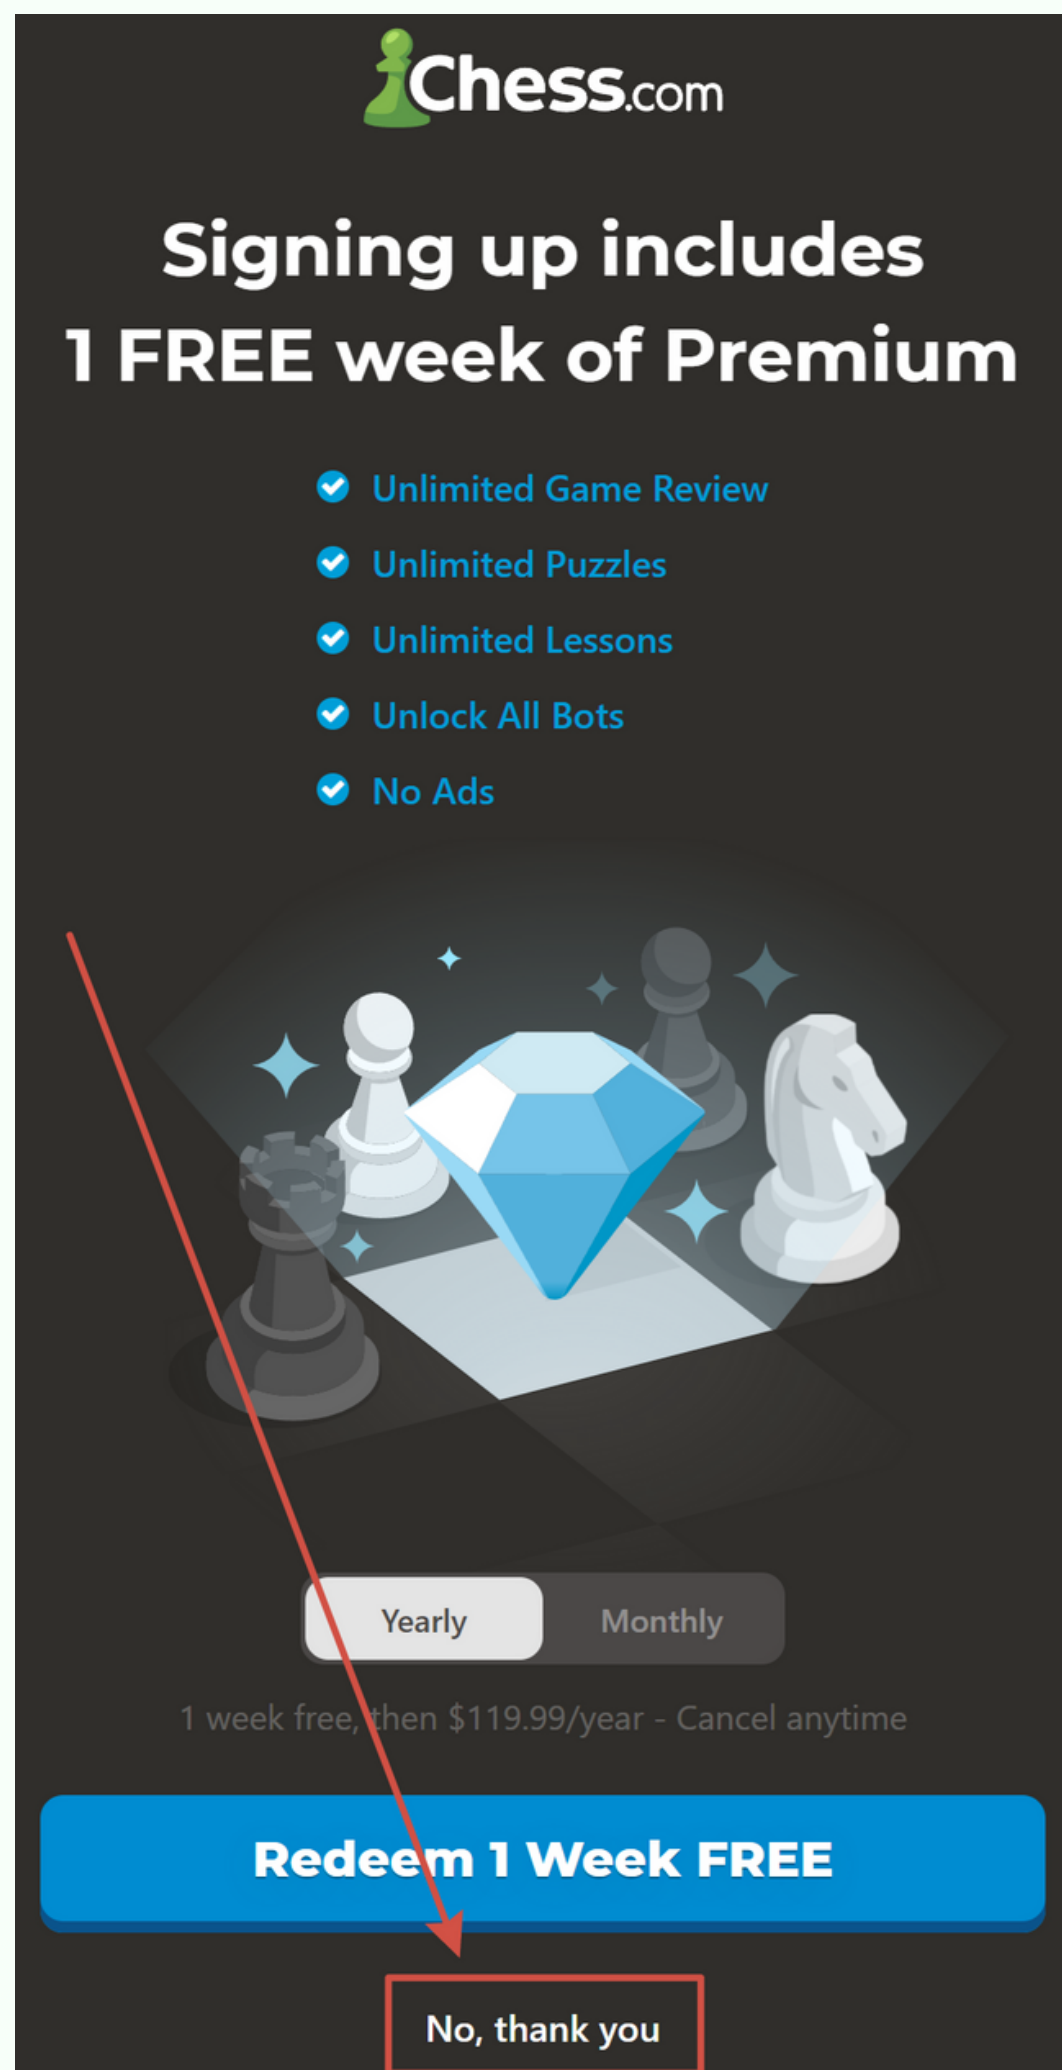 Chess.com
Signing up includes
1 FREE week of Premium
Unlimited Game Review
Unlimited Puzzles
Unlimited Lessons
Unlock All Bots
No Ads
Yearly Monthly
1 week free, then $119.99/year - Cancel anytime
Redeem 1 Week FREE
No, thank you